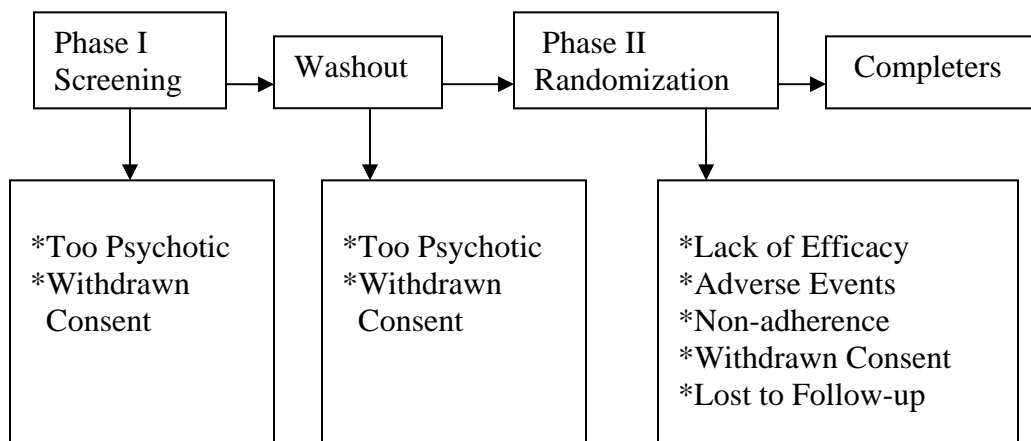 Phase I
Screening
Washout
Phase II
Randomization
Completers
*Too Psychotic
*Withdrawn
Consent
*Too Psychotic
*Withdrawn
Consent
*Lack of Efficacy
*Adverse Events
*Non-adherence
*Withdrawn Consent
*Lost to Follow-up